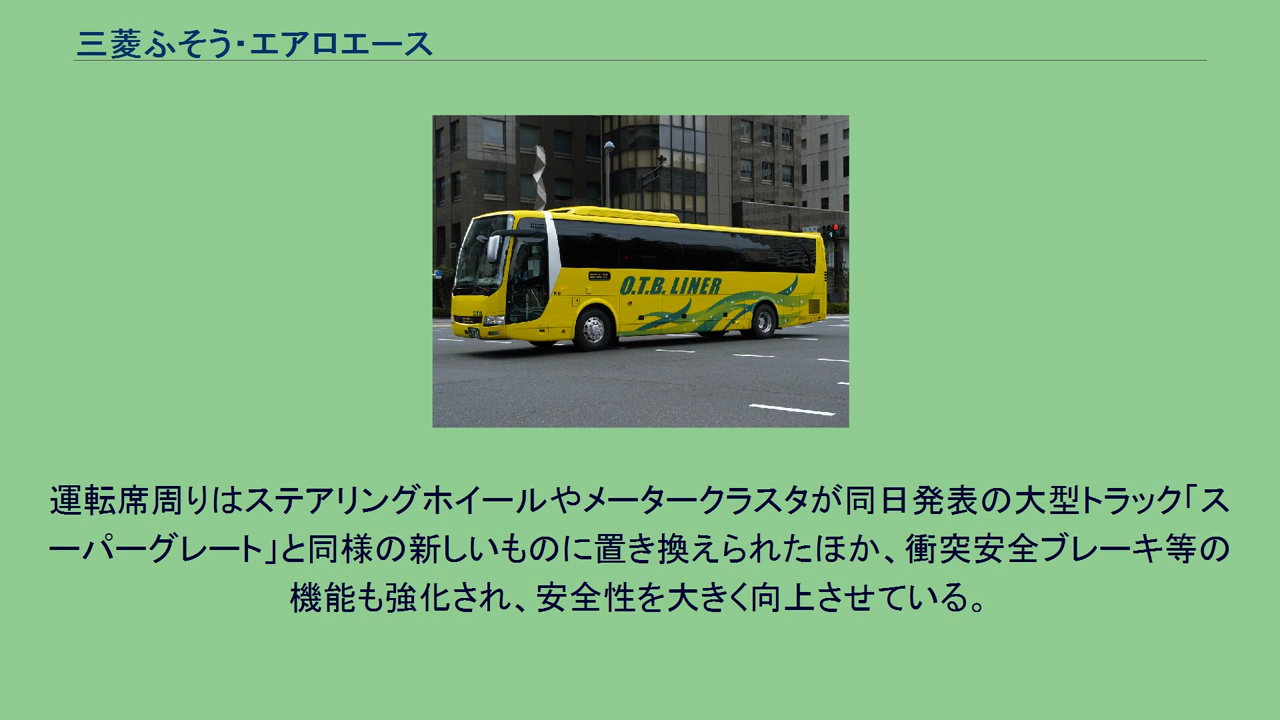 三菱ふそう・エアロエース
O.T.B. LINER
運転席周りはステアリングホイールやメータークラスタが同日発表の大型トラック「ス
ーパーグレート」と同様の新しいものに置き換えられたほか、衝突安全ブレーキ等の
機能も強化され、安全性を大きく向上させている。